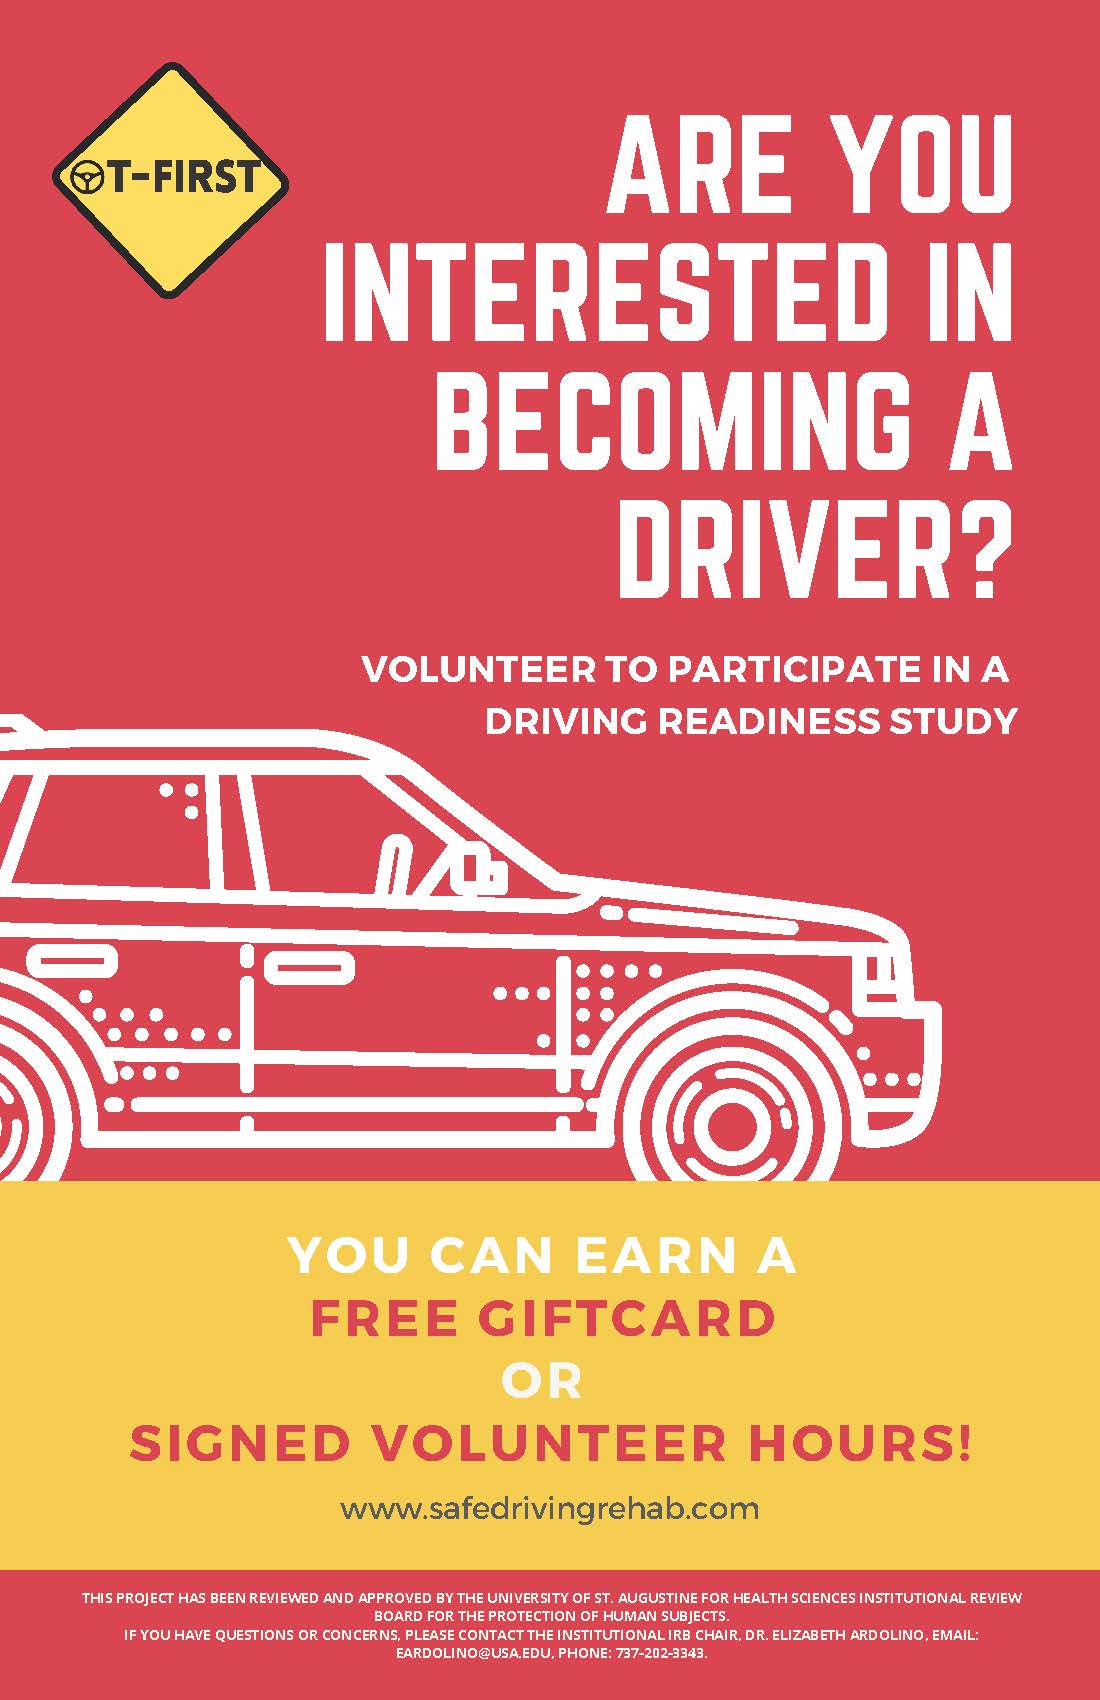 OT-FIRST
ARE YOU
INTERESTED IN
BECOMING A
DRIVER?
VOLUNTEER TO PARTICIPATE IN A
DRIVING READINESS STUDY
YOU CAN EARN A
FREE GIFTCARD
OR
SIGNED VOLUNTEER HOURS!
www.safedrivingrehab.com
THIS PROJECT HAS BEEN REVIEWED AND APPROVED BY THE UNIVERSITY OF ST. AUGUSTINE FOR HEALTH SCIENCES INSTITUTIONAL REVIEW
BOARD FOR THE PROTECTION OF HUMAN SUBJECTS.
IF YOU HAVE QUESTIONS OR CONCERNS, PLEASE CONTACT THE INSTITUTIONAL IRB CHAIR, DR. ELIZABETH ARDOLINO, EMAIL:
EARDOLINO@USA.EDU, PHONE: 737-202-3343.